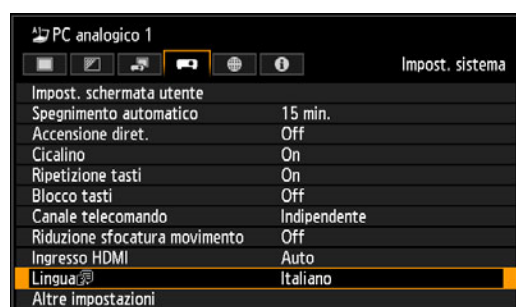 PC analogico 1
Impost. sistema
Impost. schermata utente
Spegnimento automatico 15 min.
Accensione diret. Off
Cicalino On
Ripetizione tasti On
Blocco tasti Off
Canale telecomando Indipendente
Riduzione sfocatura movimento Off
Ingresso HDMI Auto
Lingua Italiano
Altre impostazioni